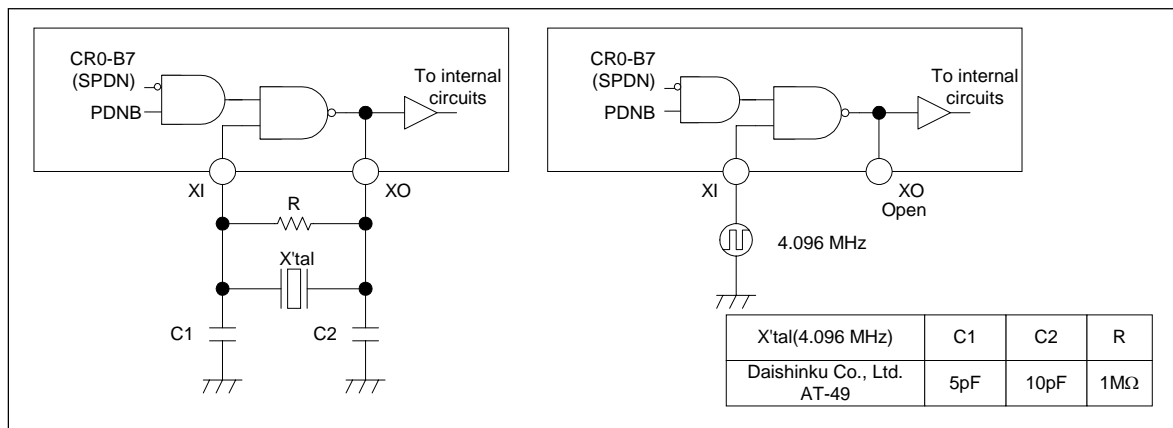 CR0-B7
(SPDN)
PDNB
To internal
circuits
XI
XO
R
X'tal
C1
C2
CR0-B7
(SPDN)
PDNB
To internal
circuits
XI
XO
Open
4.096 MHz
X'tal(4.096 MHz) C1 C2 R
Daishinku Co., Ltd.
AT-49 5pF 10pF 1MΩ